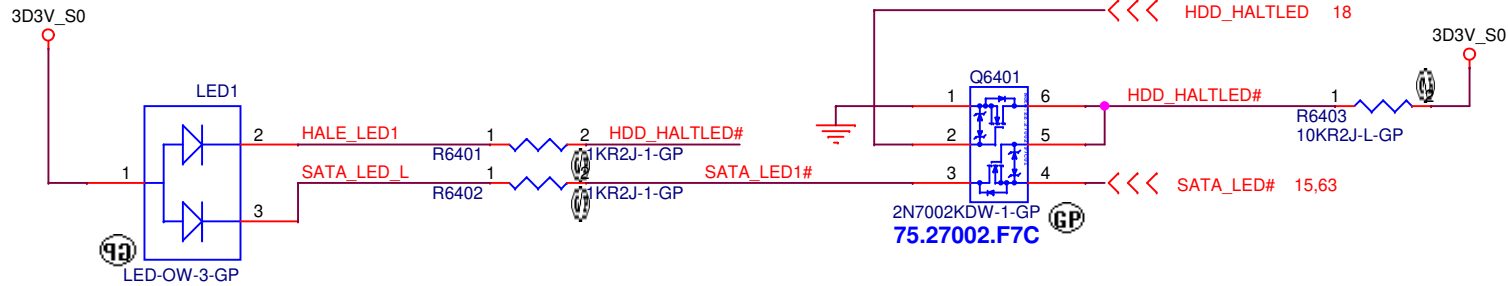 3D3V_S0
HDD_HALTLED 18
3D3V_S0
LED1
Q6401
1
2
HALE_LED1
1
R6401
2
HDD_HALTLED#
1KR2J-1-GP
3
SATA_LED_L
1
R6402
2
SATA_LED1#
1KR2J-1-GP
1
6
2
5
3
4
HDD_HALTLED#
1
R6403
2
10KR2J-L-GP
SATA_LED# 15,63
2N7002KDW-1-GP
GP
75.27002.F7C
GP
LED-OW-3-GP